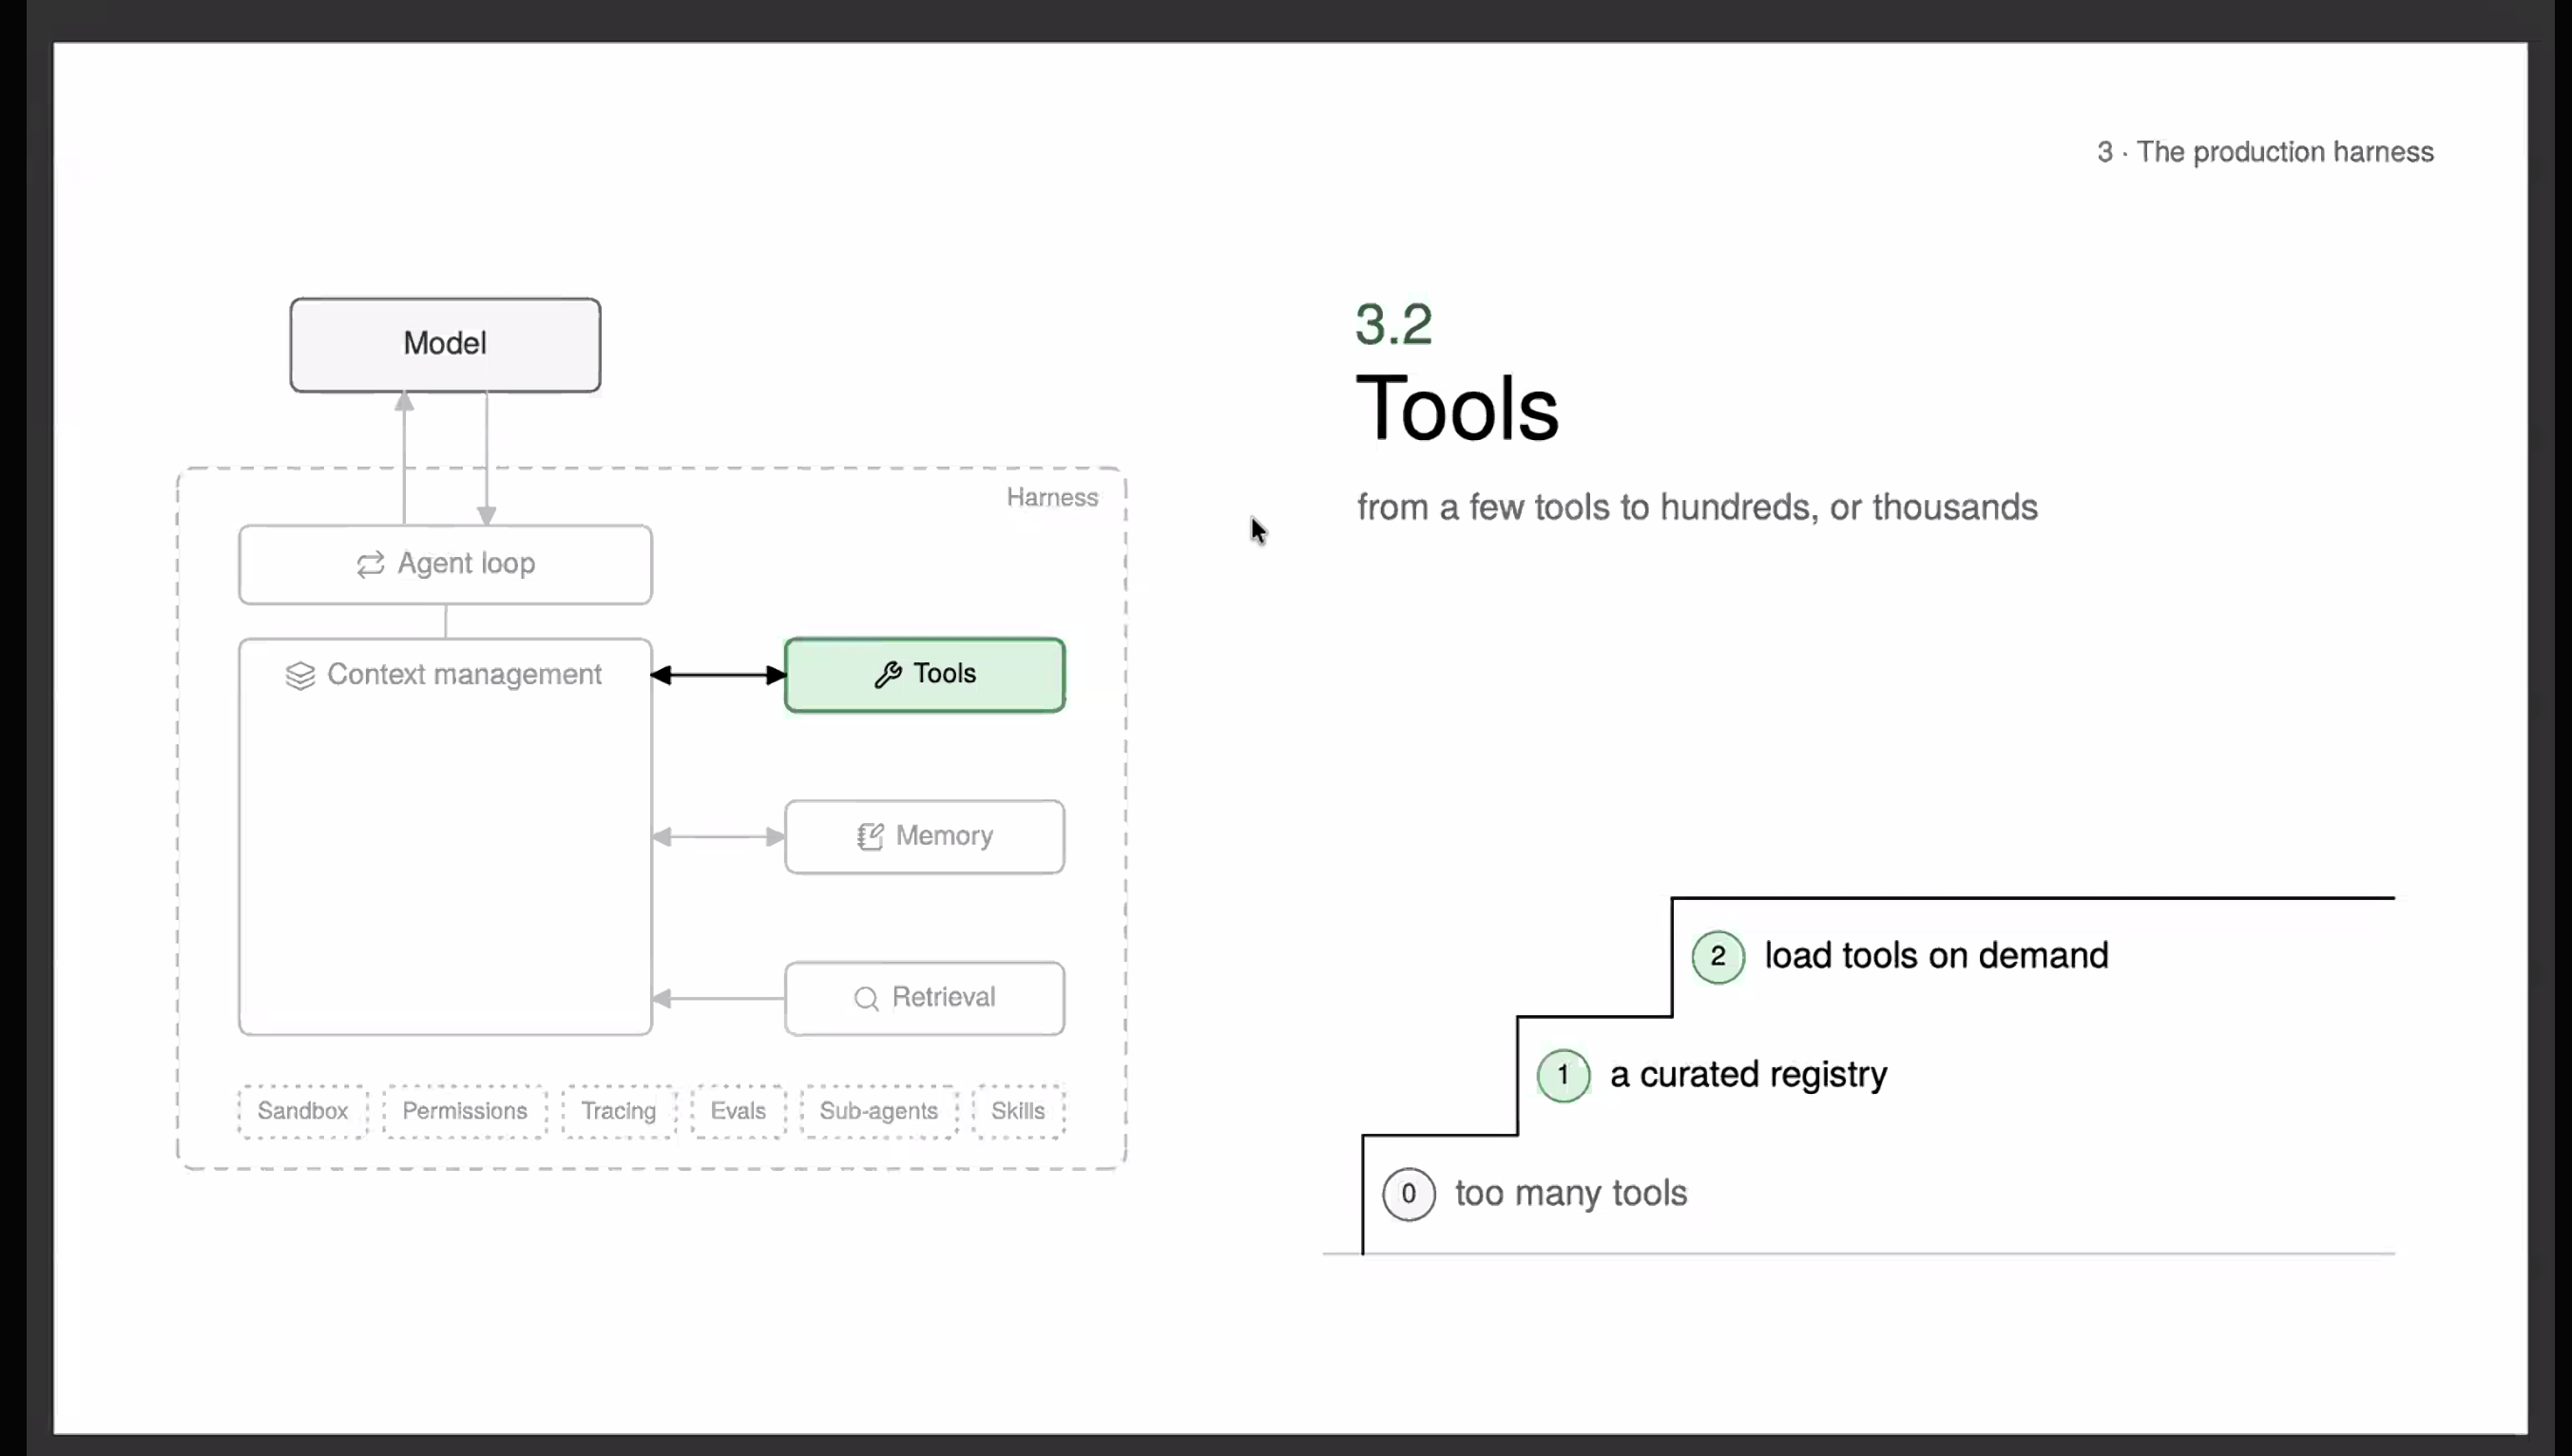 3 · The production harness
Model
Harness
Agent loop
Context management
Tools
Memory
Retrieval
Sandbox
Permissions
Tracing
Evals
Sub-agents
Skills
3.2
Tools
from a few tools to hundreds, or thousands
2 load tools on demand
1 a curated registry
0 too many tools